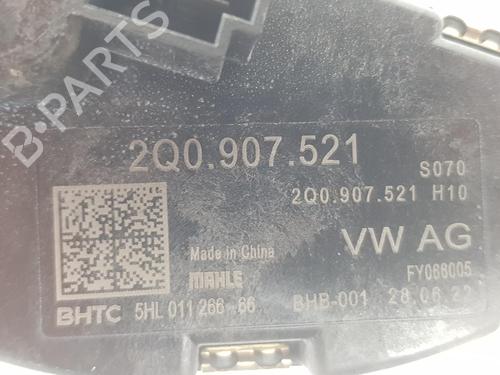 B-PARTS
2Q0.907.521
S070
2Q0.907.521 H10
Made in China
VW AG
MAHLE
FY068005
BHTC 5HL 011 266-66 BHB-001 28.06.22